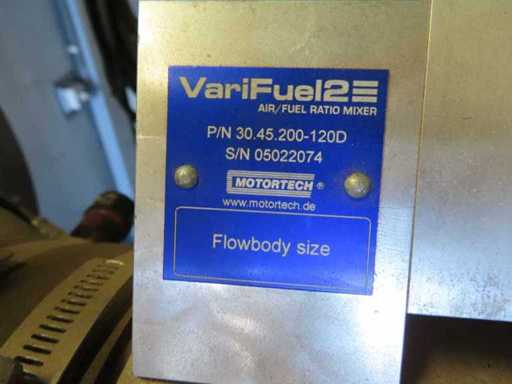 VariFuel2
AIR/FUEL RATIO MIXER
P/N 30.45.200-120D
S/N 05022074
MOTORTECH ®
www.motortech.de
Flowbody size